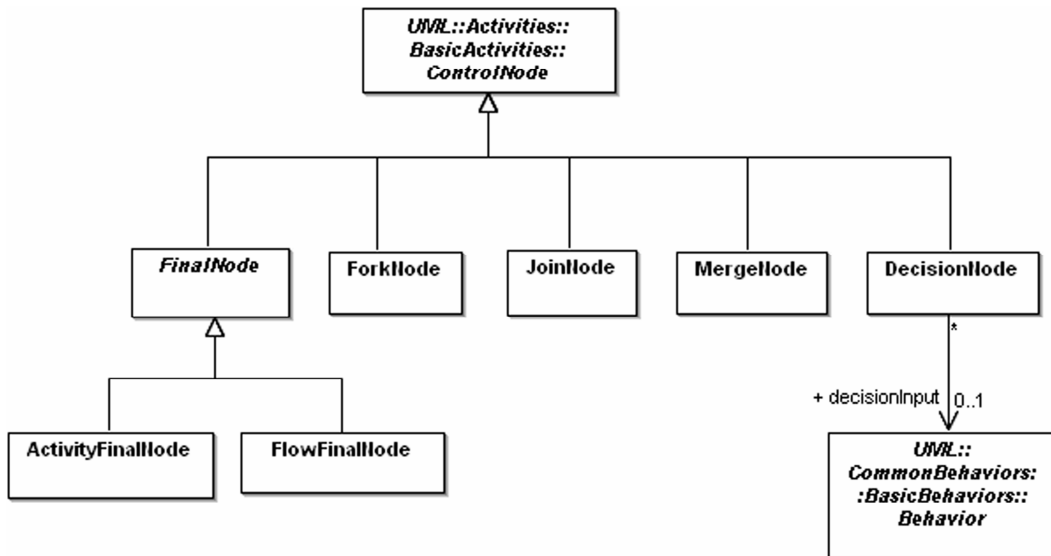 UML::Activities::
BasicActivities::
ControlNode
FinalNode
ForkNode
JoinNode
MergeNode
DecisionNode
*
+ decisionInput
0..1
ActivityFinalNode
FlowFinalNode
UML::
CommonBehaviors:
:BasicBehaviors::
Behavior